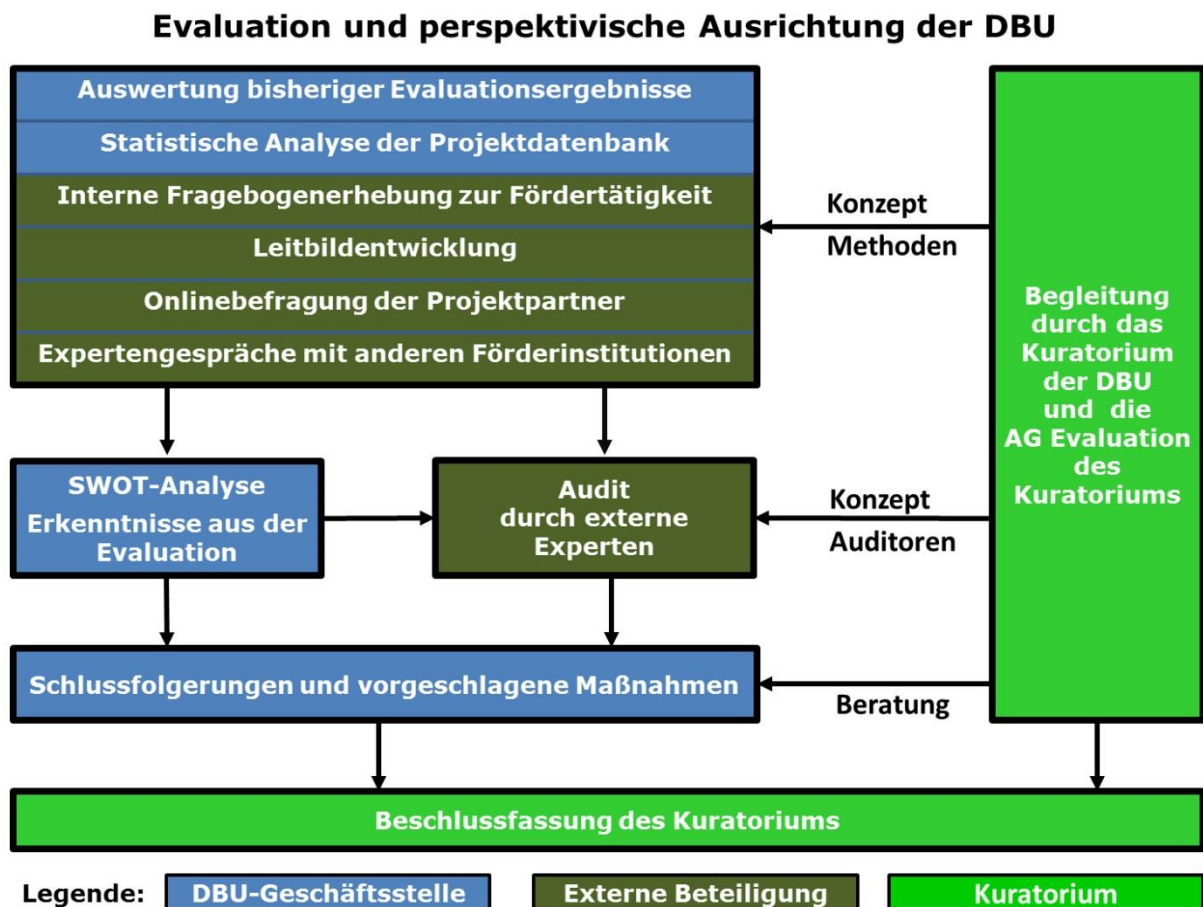 Evaluation und perspektivische Ausrichtung der DBU
Auswertung bisheriger Evaluationsergebnisse
Statistische Analyse der Projektdatenbank
Interne Fragebogenerhebung zur Fördertätigkeit
Leitbildentwicklung
Onlinebefragung der Projektpartner
Expertengespräche mit anderen Förderinstitutionen
Konzept
Methoden
Begleitung
durch das
Kuratorium
der DBU
und die
AG Evaluation
des
Kuratoriums
SWOT-Analyse
Erkenntnisse aus der
Evaluation
Audit
durch externe
Experten
Konzept
Auditoren
Schlussfolgerungen und vorgeschlagene Maßnahmen
Beratung
Beschlussfassung des Kuratoriums
Legende: DBU-Geschäftsstelle Externe Beteiligung Kuratorium